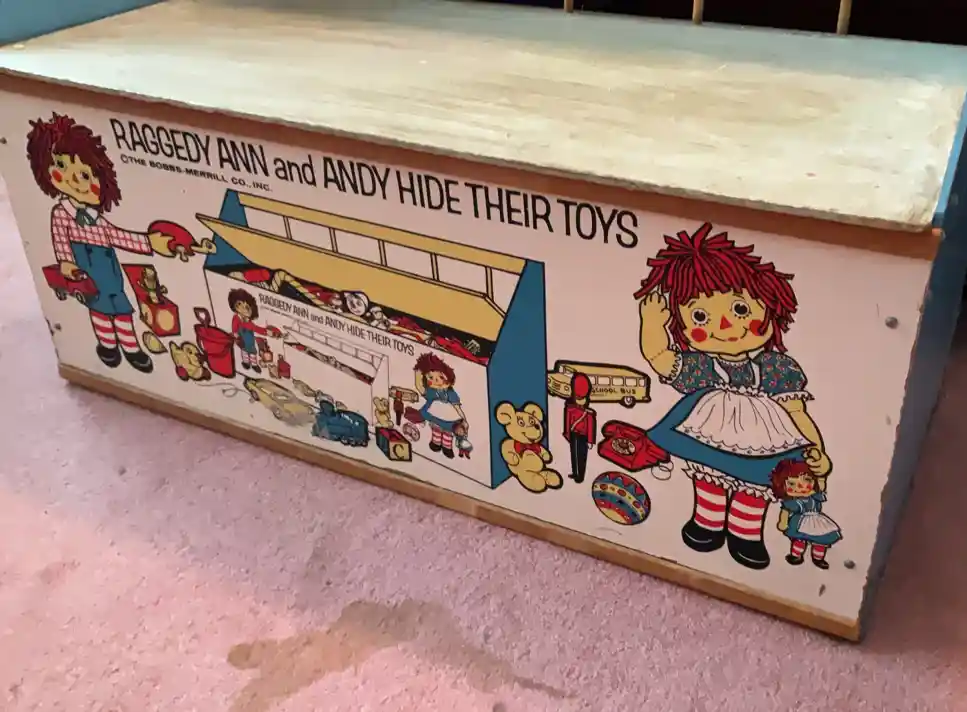 RAGGEDY ANN and ANDY HIDE THEIR TOYS
©THE BOBBS-MERRILL CO., INC.
RAGGEDY ANN and ANDY HIDE THEIR TOYS
SCHOOL BUS
C